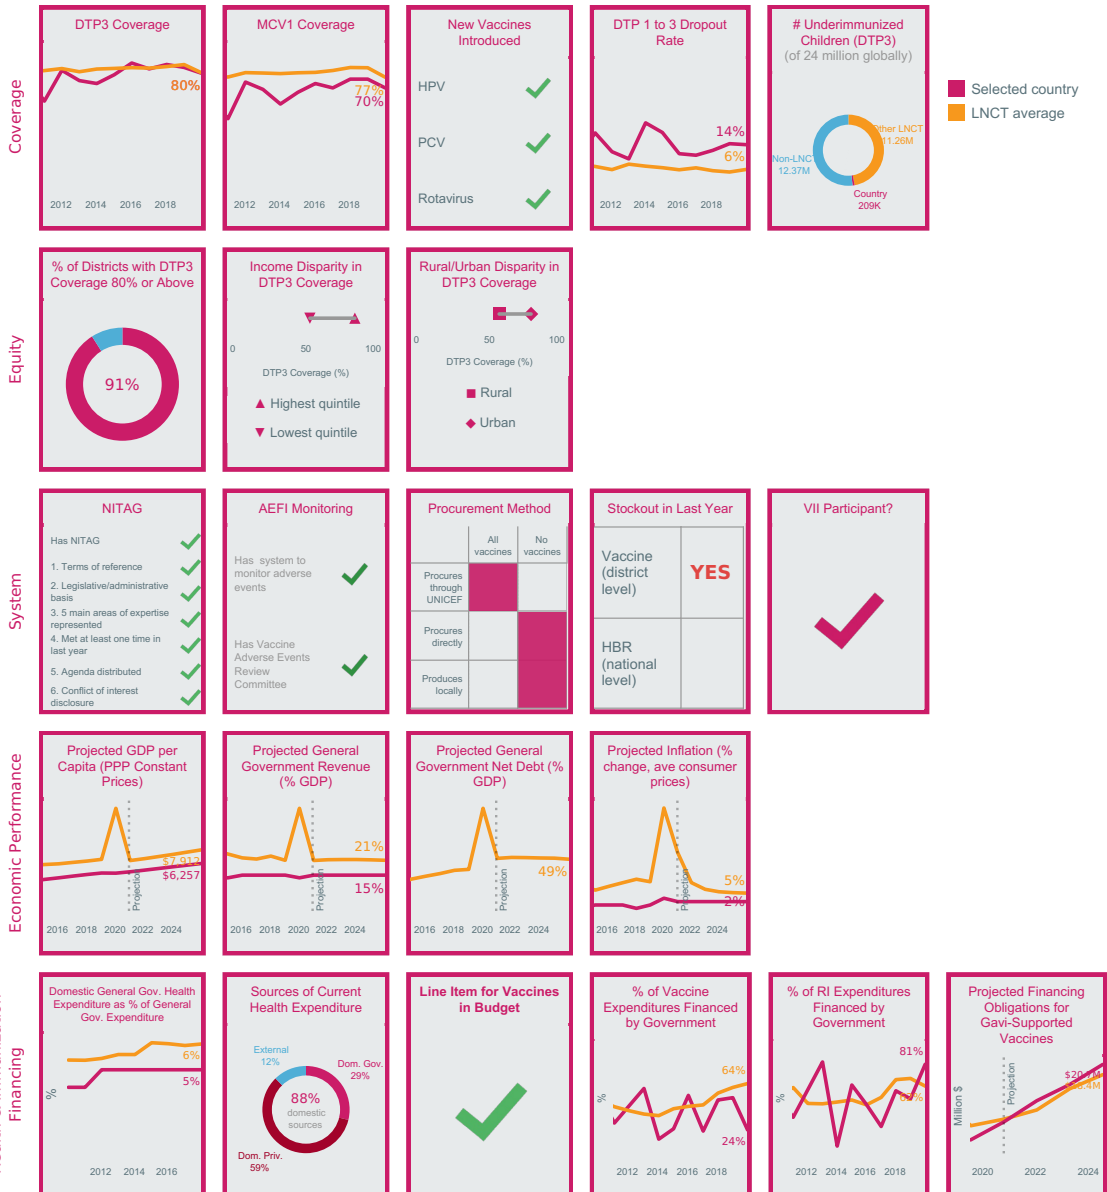 Coverage
DTP3 Coverage
80%
2012 2014 2016 2018
MCV1 Coverage
77%
70%
2012 2014 2016 2018
New Vaccines
Introduced
HPV
PCV
Rotavirus
DTP 1 to 3 Dropout
Rate
14%
6%
2012 2014 2016 2018
# Underimmunized
Children (DTP3)
(of 24 million globally)
Other LNCT
11.26M
Non-LNCT
12.37M
Country
209K
Selected country
LNCT average
Equity
% of Districts with DTP3
Coverage 80% or Above
91%
Income Disparity in
DTP3 Coverage
0 50 100
DTP3 Coverage (%)
Highest quintile
Lowest quintile
Rural/Urban Disparity in
DTP3 Coverage
0 50 100
DTP3 Coverage (%)
Rural
Urban
System
NITAG
Has NITAG
1. Terms of reference
2. Legislative/administrative
basis
3. 5 main areas of expertise
represented
4. Met at least one time in
last year
5. Agenda distributed
6. Conflict of interest
disclosure
AEFI Monitoring
Has system to
monitor adverse
events
Has Vaccine
Adverse Events
Review
Committee
Procurement Method
All
vaccines
No
vaccines
Procures
through
UNICEF
Procures
directly
Produces
locally
Stockout in Last Year
Vaccine
(district
level)
YES
HBR
(national
level)
VII Participant?
Economic Performance
Projected GDP per
Capita (PPP Constant
Prices)
$7,912
$6,257
Projection
2016 2018 2020 2022 2024
Projected General
Government Revenue
(% GDP)
21%
15%
Projection
2016 2018 2020 2022 2024
Projected General
Government Net Debt (%
GDP)
49%
Projection
2016 2018 2020 2022 2024
Projected Inflation (%
change, ave consumer
prices)
5%
2%
Projection
2016 2018 2020 2022 2024
Financing
Domestic General Gov. Health
Expenditure as % of General
Gov. Expenditure
6%
5%
%
2012 2014 2016
Sources of Current
Health Expenditure
External
12%
Dom. Gov.
29%
88%
domestic
sources
Dom. Priv.
59%
Line Item for Vaccines
in Budget
% of Vaccine
Expenditures Financed
by Government
64%
24%
%
2012 2014 2016 2018
% of RI Expenditures
Financed by
Government
81%
%
2012 2014 2016 2018
Projected Financing
Obligations for
Gavi-Supported
Vaccines
Projection
Million $
2020 2022 2024